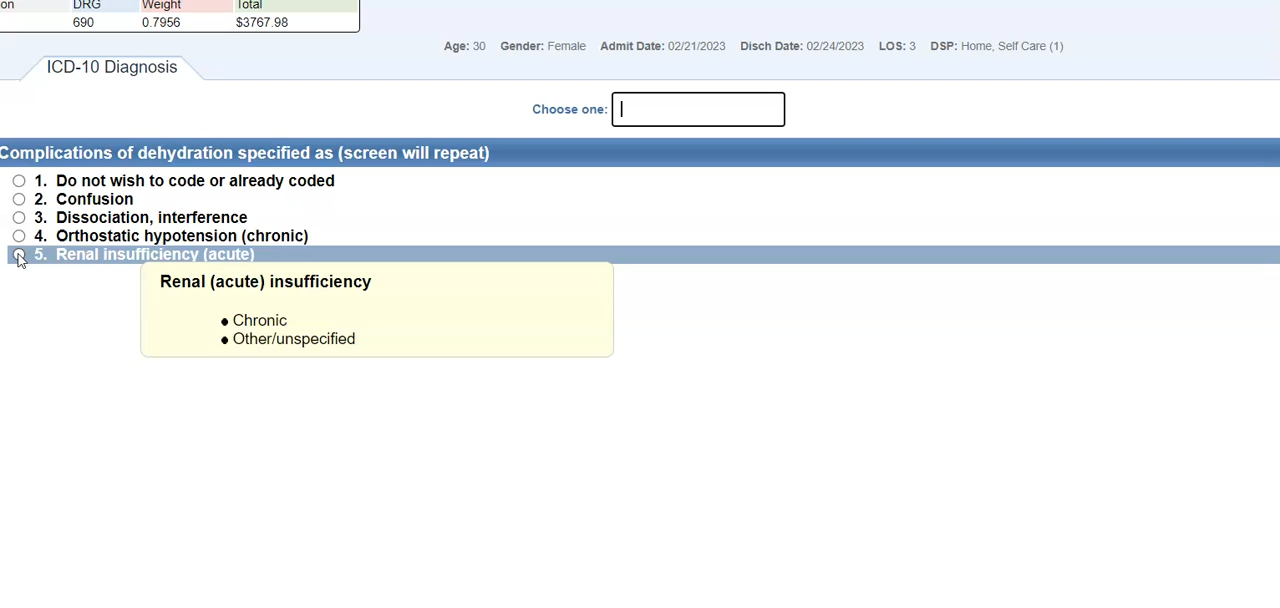 on DRG Weight Total
690 0.7956 $3767.98
Age: 30 Gender: Female Admit Date: 02/21/2023 Disch Date: 02/24/2023 LOS: 3 DSP: Home, Self Care (1)
ICD-10 Diagnosis
Choose one:
Complications of dehydration specified as (screen will repeat)
1. Do not wish to code or already coded
2. Confusion
3. Dissociation, interference
4. Orthostatic hypotension (chronic)
5. Renal insufficiency (acute)
Renal (acute) insufficiency
● Chronic
● Other/unspecified